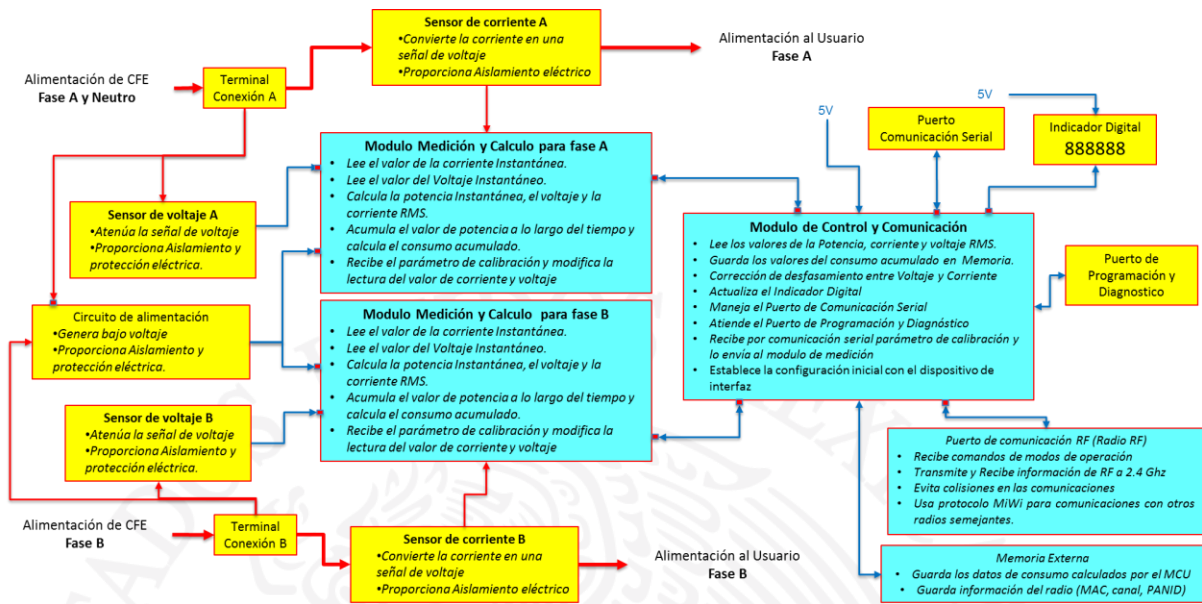 Sensor de corriente A
•Convierte la corriente en una
señal de voltaje
•Proporciona Aislamiento eléctrico
Alimentación al Usuario
Fase A
Alimentación de CFE
Fase A y Neutro
Terminal
Conexión A
5V
5V
Puerto
Comunicación Serial
Indicador Digital
888888
Modulo Medición y Calculo para fase A
• Lee el valor de la corriente Instantánea.
• Lee el valor del Voltaje Instantáneo.
• Calcula la potencia Instantánea, el voltaje y la
corriente RMS.
• Acumula el valor de potencia a lo largo del tiempo y
calcula el consumo acumulado.
• Recibe el parámetro de calibración y modifica la
lectura del valor de corriente y voltaje
Sensor de voltaje A
•Atenúa la señal de voltaje
•Proporciona Aislamiento y
protección eléctrica.
Modulo de Control y Comunicación
• Lee los valores de la Potencia, corriente y voltaje RMS.
• Guarda los valores del consumo acumulado en Memoria.
• Corrección de desfasamiento entre Voltaje y Corriente
• Actualiza el Indicador Digital
• Maneja el Puerto de Comunicación Serial
• Atiende el Puerto de Programación y Diagnóstico
• Recibe por comunicación serial parámetro de calibración y
lo envía al modulo de medición
• Establece la configuración inicial con el dispositivo de
interfaz
Puerto de
Programación y
Diagnostico
Circuito de alimentación
•Genera bajo voltaje
•Proporciona Aislamiento y
protección eléctrica.
Modulo Medición y Calculo para fase B
• Lee el valor de la corriente Instantánea.
• Lee el valor del Voltaje Instantáneo.
• Calcula la potencia Instantánea, el voltaje y la
corriente RMS.
• Acumula el valor de potencia a lo largo del tiempo y
calcula el consumo acumulado.
• Recibe el parámetro de calibración y modifica la
lectura del valor de corriente y voltaje
Sensor de voltaje B
•Atenúa la señal de voltaje
•Proporciona Aislamiento y
protección eléctrica.
Puerto de comunicación RF (Radio RF)
• Recibe comandos de modos de operación
• Transmite y Recibe información de RF a 2.4 Ghz
• Evita colisiones en las comunicaciones
• Usa protocolo MiWi para comunicaciones con otros
radios semejantes.
Alimentación de CFE
Fase B
Terminal
Conexión B
Sensor de corriente B
•Convierte la corriente en una
señal de voltaje
•Proporciona Aislamiento eléctrico
Alimentación al Usuario
Fase B
Memoria Externa
• Guarda los datos de consumo calculados por el MCU
• Guarda información del radio (MAC, canal, PANID)